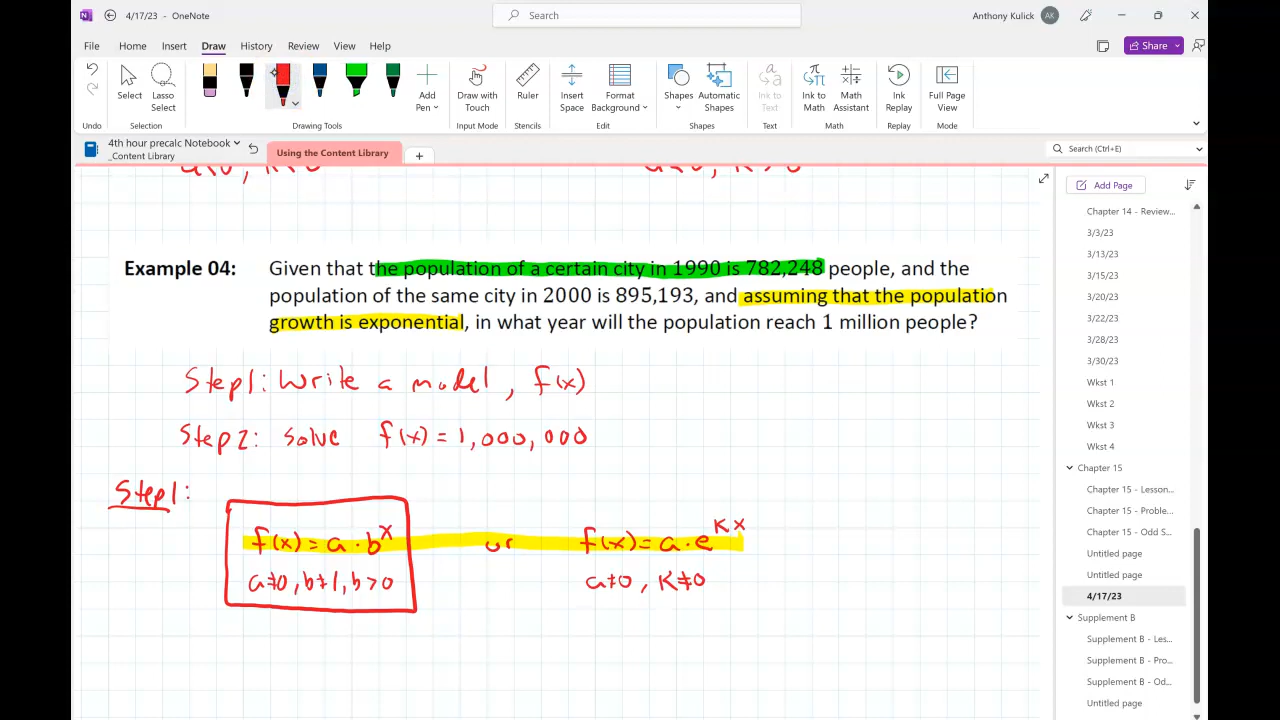 4/17/23 - OneNote
Search
Anthony Kulick
AK
File Home Insert Draw History Review View Help
Share
Undo
Select
Lasso Select
Selection
Drawing Tools
Add Pen
Draw with Touch
Input Mode
Ruler
Stencils
Insert Space
Format Background
Edit
Shapes
Automatic Shapes
Shapes
Ink to Text
Text
Ink to Math
Math Assistant
Math
Ink Replay
Replay
Full Page View
Mode
4th hour precalc Notebook
_Content Library
Using the Content Library
+
Search (Ctrl+E)
Add Page
Example 04: Given that the population of a certain city in 1990 is 782,248 people, and the
population of the same city in 2000 is 895,193, and assuming that the population
growth is exponential, in what year will the population reach 1 million people?
Step1: Write a model, f(x)
Step2: Solve f(x) = 1,000,000
Step1:
f(x) = a · b^x or f(x) = a · e^Kx
a≠0, b≠1, b>0 a≠0, K≠0
Chapter 14 - Review...
3/3/23
3/13/23
3/15/23
3/20/23
3/22/23
3/28/23
3/30/23
Wkst 1
Wkst 2
Wkst 3
Wkst 4
Chapter 15
Chapter 15 - Lesson...
Chapter 15 - Proble...
Chapter 15 - Odd S...
Untitled page
Untitled page
4/17/23
Supplement B
Supplement B - Les...
Supplement B - Pro...
Supplement B - Od...
Untitled page